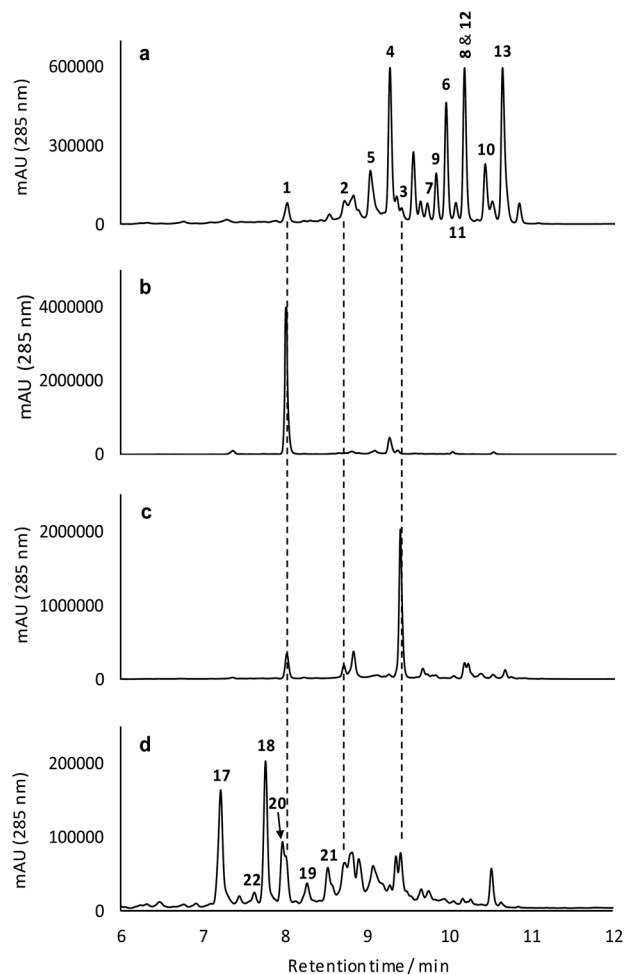 a
mAU (285 nm)
600000
300000
0
1
2
5
4
3
7
9
6
11
8 & 12
10
13
b
mAU (285 nm)
4000000
2000000
0
c
mAU (285 nm)
2000000
1000000
0
d
mAU (285 nm)
200000
100000
0
17
22
18
20
19
21
6 7 8 9 10 11 12
Retention time / min